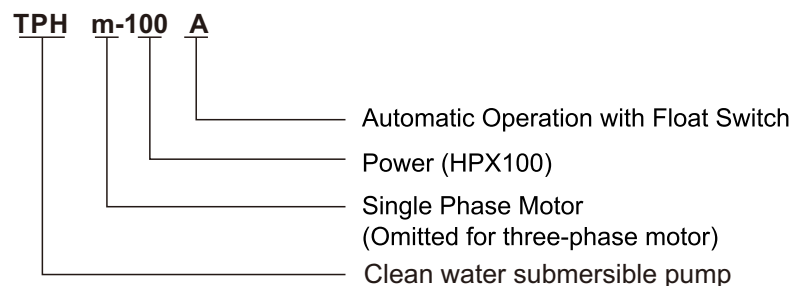 TPH m-100 A
Automatic Operation with Float Switch
Power (HPX100)
Single Phase Motor
(Omitted for three-phase motor)
Clean water submersible pump